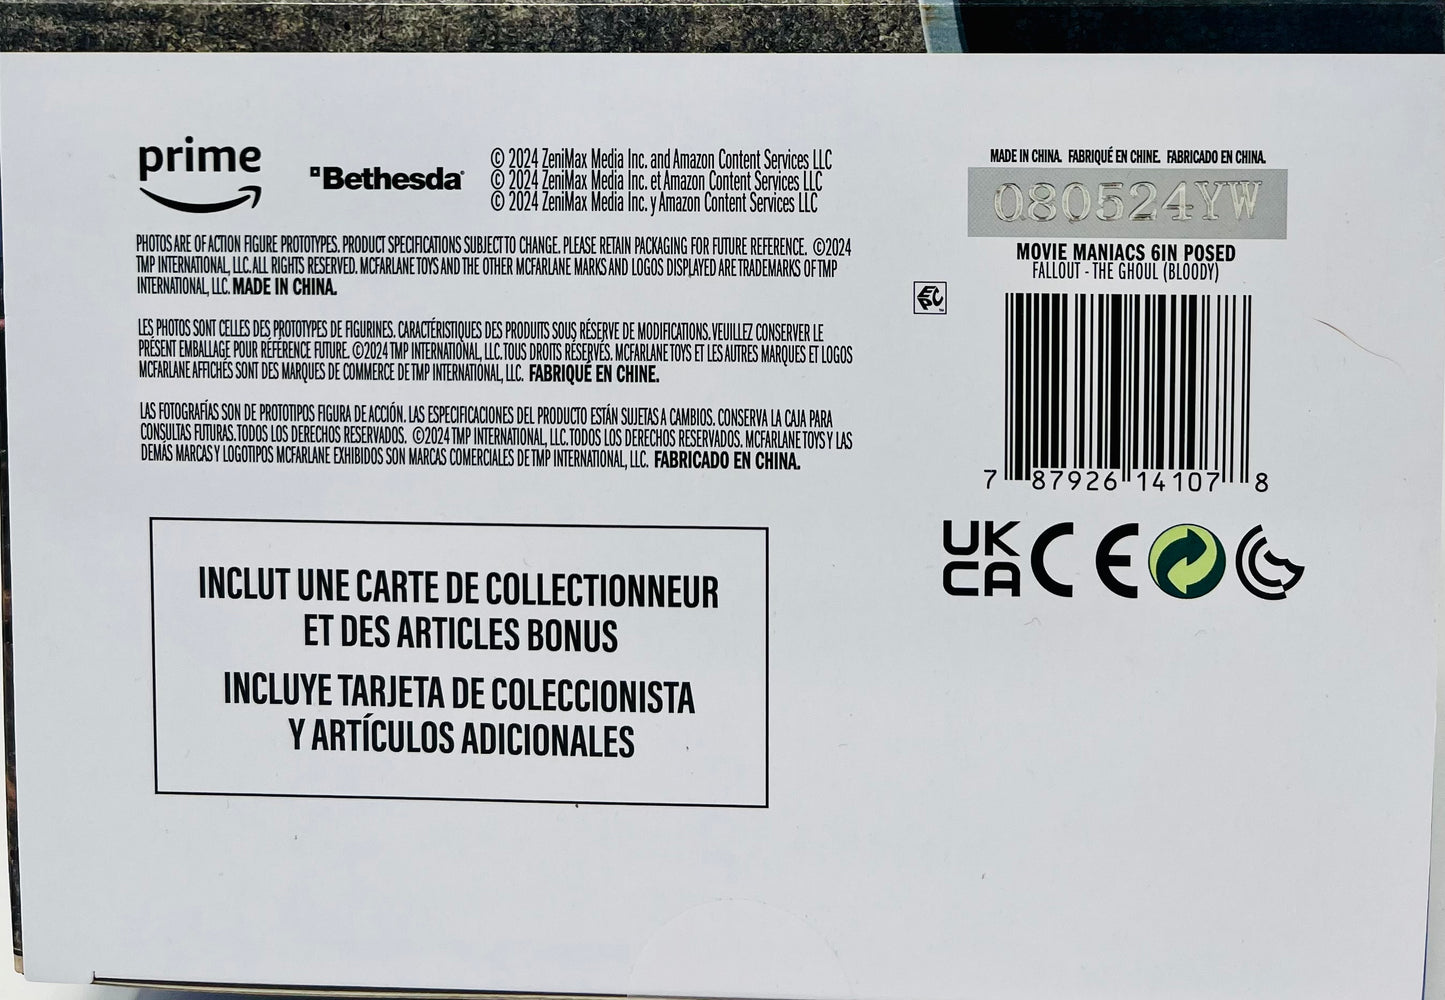 prime
Bethesda
© 2024 ZeniMax Media Inc. and Amazon Content Services LLC
© 2024 ZeniMax Media Inc. et Amazon Content Services LLC
© 2024 ZeniMax Media Inc. y Amazon Content Services LLC
PHOTOS ARE OF ACTION FIGURE PROTOTYPES. PRODUCT SPECIFICATIONS SUBJECT TO CHANGE. PLEASE RETAIN PACKAGING FOR FUTURE REFERENCE. ©2024
TMP INTERNATIONAL, LLC. ALL RIGHTS RESERVED. MCFARLANE TOYS AND THE OTHER MCFARLANE MARKS AND LOGOS DISPLAYED ARE TRADEMARKS OF TMP
INTERNATIONAL, LLC. MADE IN CHINA.
LES PHOTOS SONT CELLES DES PROTOTYPES DE FIGURINES. CARACTÉRISTIQUES DES PRODUITS SOUS RÉSERVE DE MODIFICATIONS. VEUILLEZ CONSERVER LE
PRÉSENT EMBALLAGE POUR RÉFÉRENCE FUTURE. ©2024 TMP INTERNATIONAL, LLC. TOUS DROITS RÉSERVÉS. MCFARLANE TOYS ET LES AUTRES MARQUES ET LOGOS
MCFARLANE AFFICHÉS SONT DES MARQUES DE COMMERCE DE TMP INTERNATIONAL, LLC. FABRIQUÉ EN CHINE.
LAS FOTOGRAFÍAS SON DE PROTOTIPOS FIGURA DE ACCIÓN. LAS ESPECIFICACIONES DEL PRODUCTO ESTÁN SUJETAS A CAMBIOS. CONSERVA LA CAJA PARA
CONSULTAS FUTURAS. TODOS LOS DERECHOS RESERVADOS. ©2024 TMP INTERNATIONAL, LLC. TODOS LOS DERECHOS RESERVADOS. MCFARLANE TOYS Y LAS
DEMÁS MARCAS Y LOGOTIPOS MCFARLANE EXHIBIDOS SON MARCAS COMERCIALES DE TMP INTERNATIONAL, LLC. FABRICADO EN CHINA.
INCLUT UNE CARTE DE COLLECTIONNEUR
ET DES ARTICLES BONUS
INCLUYE TARJETA DE COLECCIONISTA
Y ARTÍCULOS ADICIONALES
MADE IN CHINA. FABRIQUÉ EN CHINE. FABRICADO EN CHINA.
080524YW
MOVIE MANIACS 6IN POSED
FALLOUT - THE GHOUL (BLOODY)
EPC
7 87926 14107 8
UK
CA
CE